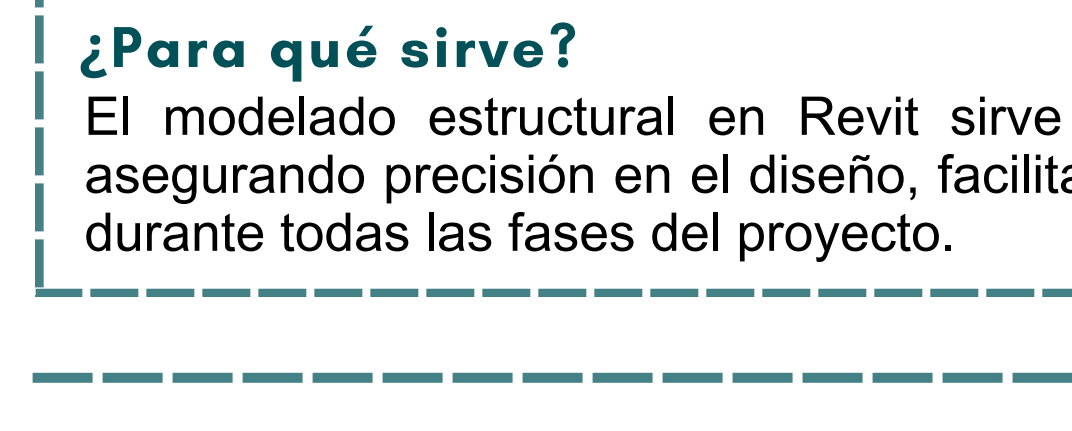 ¿Para qué sirve?
El modelado estructural en Revit sirve
asegurando precisión en el diseño, facilita
durante todas las fases del proyecto.